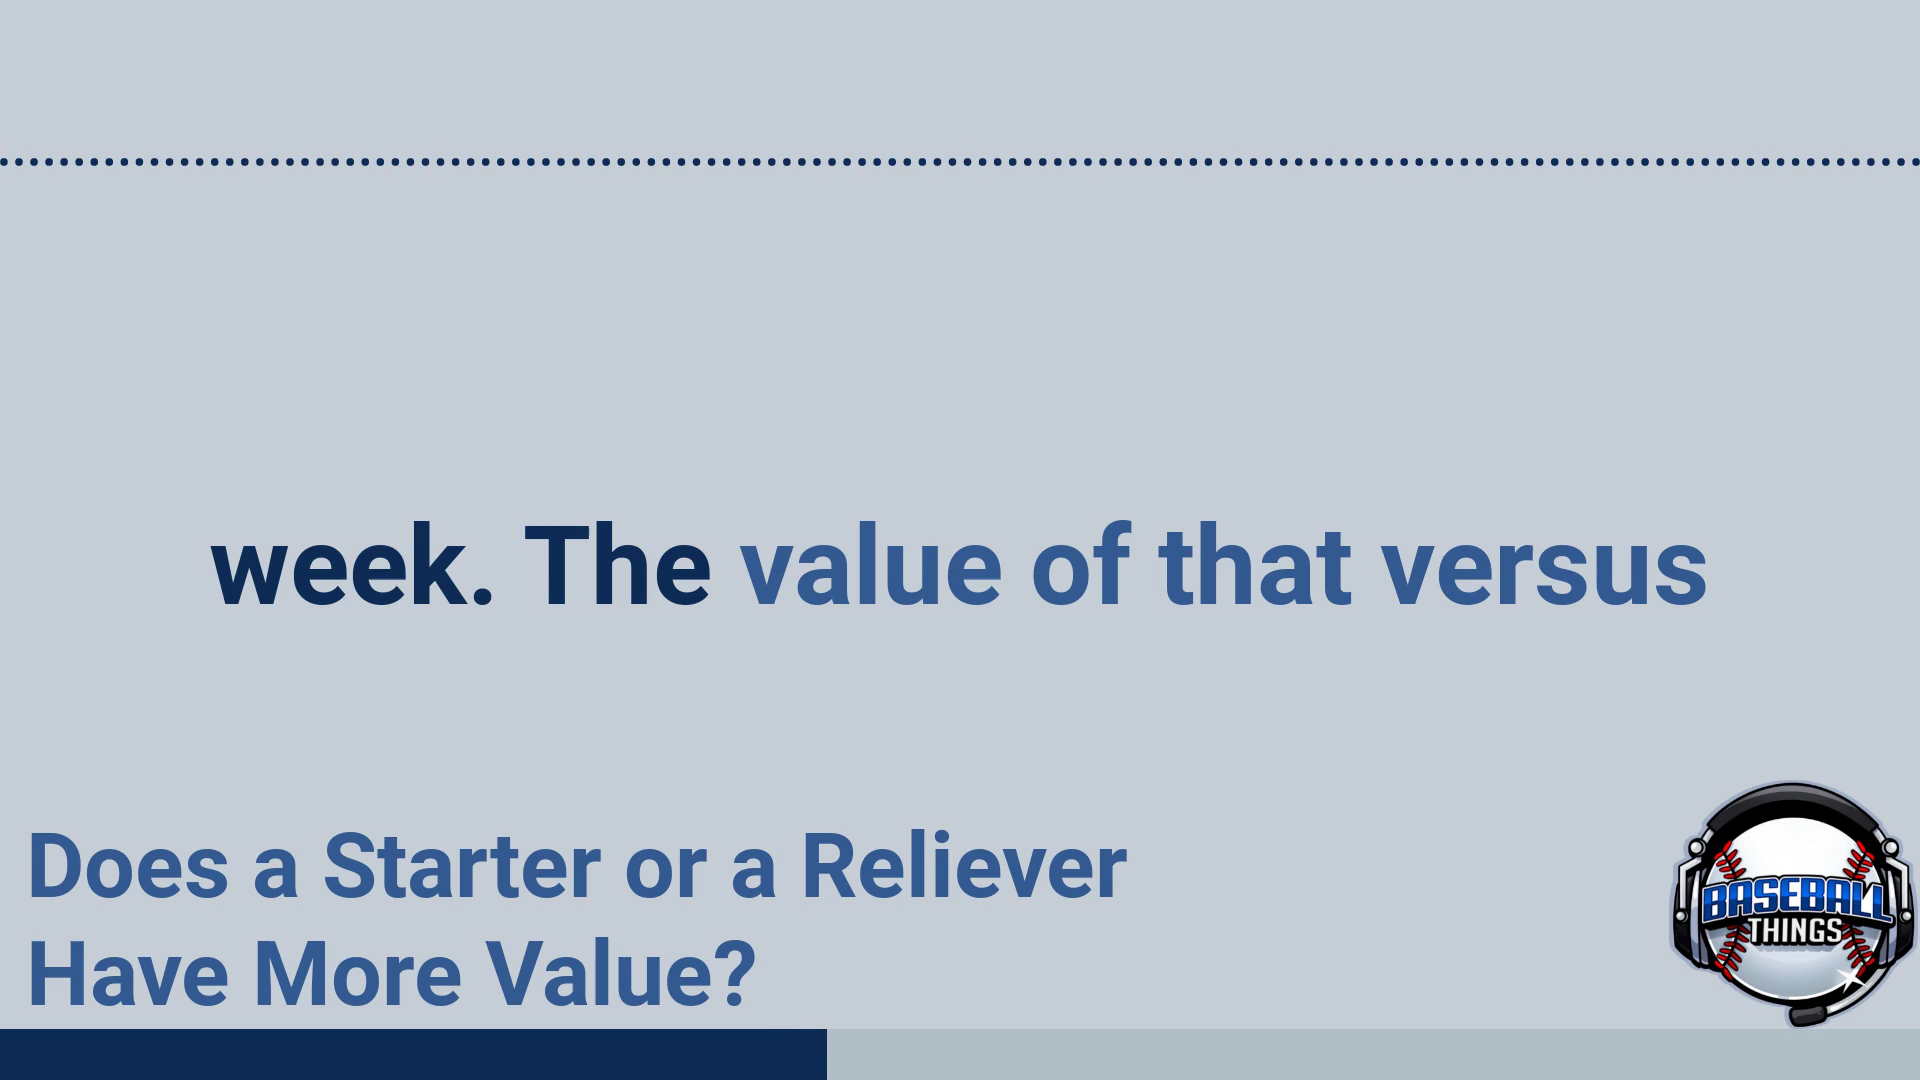 week. The value of that versus
Does a Starter or a Reliever
Have More Value?
BASEBALL
THINGS